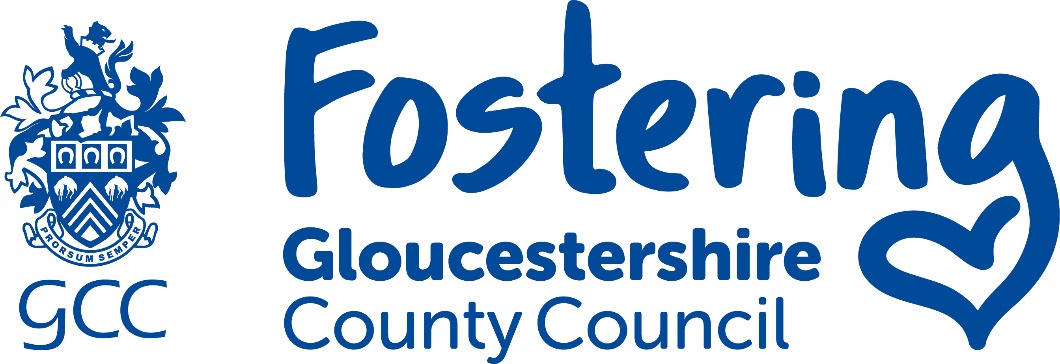 PRORSUM SEMPER
gcc
Fostering
Gloucestershire
County Council